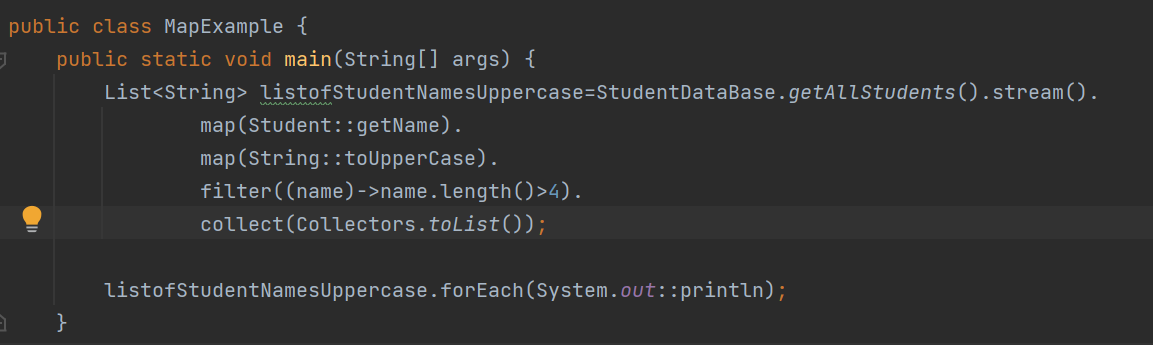 public class MapExample {
public static void main(String[] args) {
List<String> listofStudentNamesUppercase=StudentDataBase.getAllStudents().stream().
map(Student::getName).
map(String::toUpperCase).
filter((name)->name.length()>4).
collect(Collectors.toList());
listofStudentNamesUppercase.forEach(System.out::println);
}